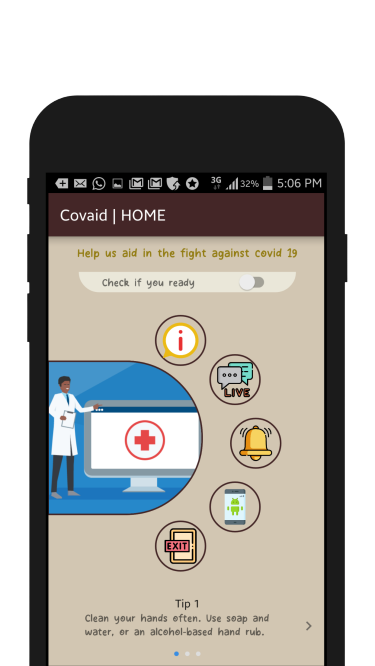 3G 32% 5:06 PM
Covaid | HOME
Help us aid in the fight against covid 19
Check if you ready
i
LIVE
EXIT
Tip 1
Clean your hands often. Use soap and
water, or an alcohol-based hand rub.